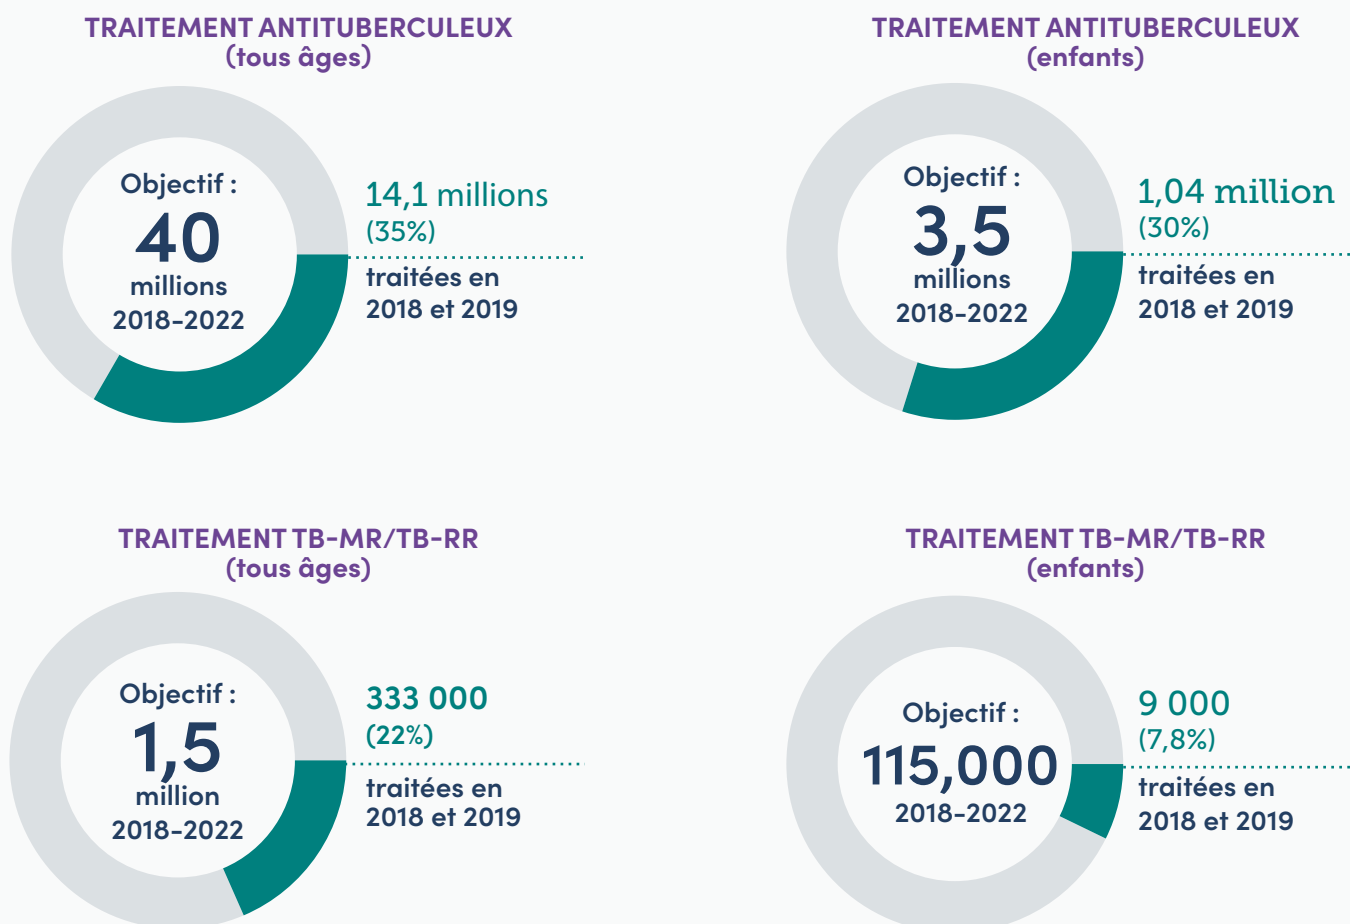 TRAITEMENT ANTITUBERCULEUX
(tous âges)
Objectif :
40
millions
2018-2022
14,1 millions
(35%)
traitées en
2018 et 2019
TRAITEMENT ANTITUBERCULEUX
(enfants)
Objectif :
3,5
millions
2018-2022
1,04 million
(30%)
traitées en
2018 et 2019
TRAITEMENT TB-MR/TB-RR
(tous âges)
Objectif :
1,5
million
2018-2022
333 000
(22%)
traitées en
2018 et 2019
TRAITEMENT TB-MR/TB-RR
(enfants)
Objectif :
115,000
2018-2022
9 000
(7,8%)
traitées en
2018 et 2019